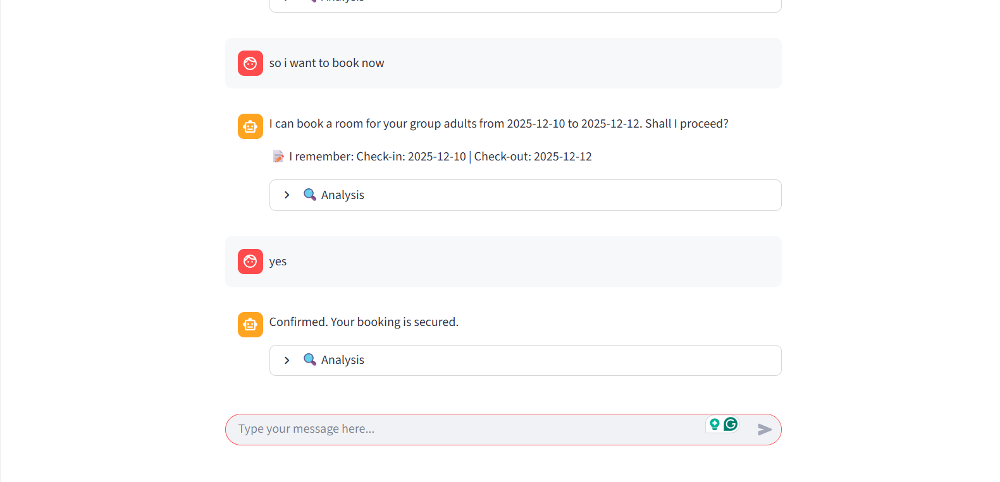 so i want to book now
I can book a room for your group adults from 2025-12-10 to 2025-12-12. Shall I proceed?
I remember: Check-in: 2025-12-10 | Check-out: 2025-12-12
Analysis
yes
Confirmed. Your booking is secured.
Analysis
Type your message here...